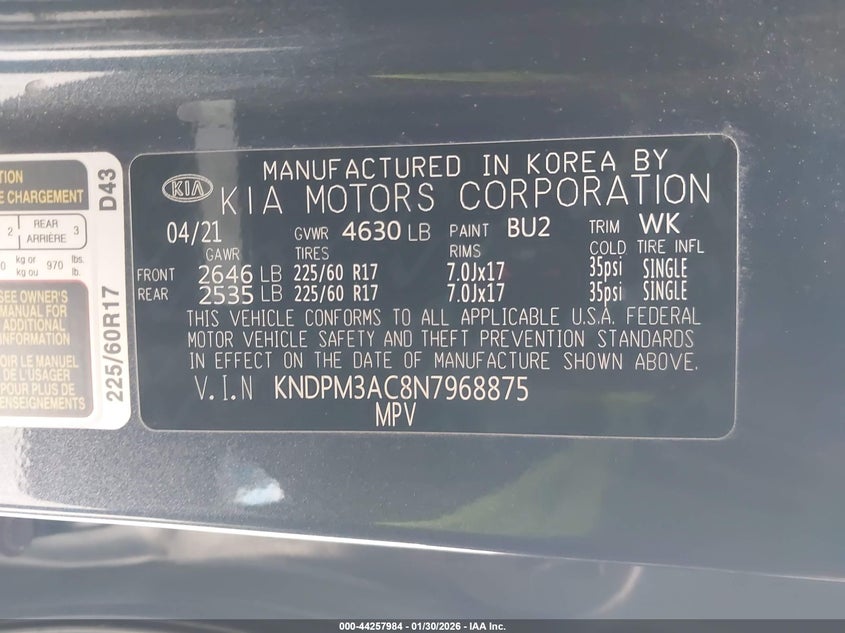 TION
E CHARGEMENT
2 REAR ARRIÈRE 3
0 kg or kg ou 970 lbs. lb.
SEE OWNER'S
MANUAL FOR
ADDITIONAL
INFORMATION
OIR LE MANUEL
DE L'USAGER
POUR PLUS DE
ENSEIGNEMENTS
D43
225/60R17
MANUFACTURED IN KOREA BY
KIA KIA MOTORS CORPORATION
04/21 GVWR 4630 LB PAINT BU2 TRIM WK
GAWR TIRES RIMS COLD TIRE INFL
FRONT 2646 LB 225/60 R17 7.0Jx17 35psi SINGLE
REAR 2535 LB 225/60 R17 7.0Jx17 35psi SINGLE
THIS VEHICLE CONFORMS TO ALL APPLICABLE U.S.A. FEDERAL
MOTOR VEHICLE SAFETY AND THEFT PREVENTION STANDARDS
IN EFFECT ON THE DATE OF MANUFACTURE SHOWN ABOVE.
V.I.N KNDPM3AC8N7968875
MPV
000-44257984 - 01/30/2026 - IAA Inc.